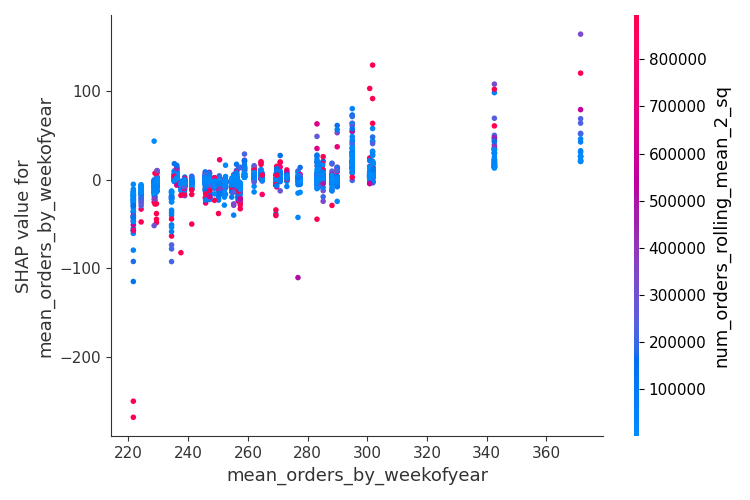 SHAP value for
mean_orders_by_weekofyear
100
0
−100
−200
220 240 260 280 300 320 340 360
mean_orders_by_weekofyear
800000
700000
600000
500000
400000
300000
200000
100000
num_orders_rolling_mean_2_sq